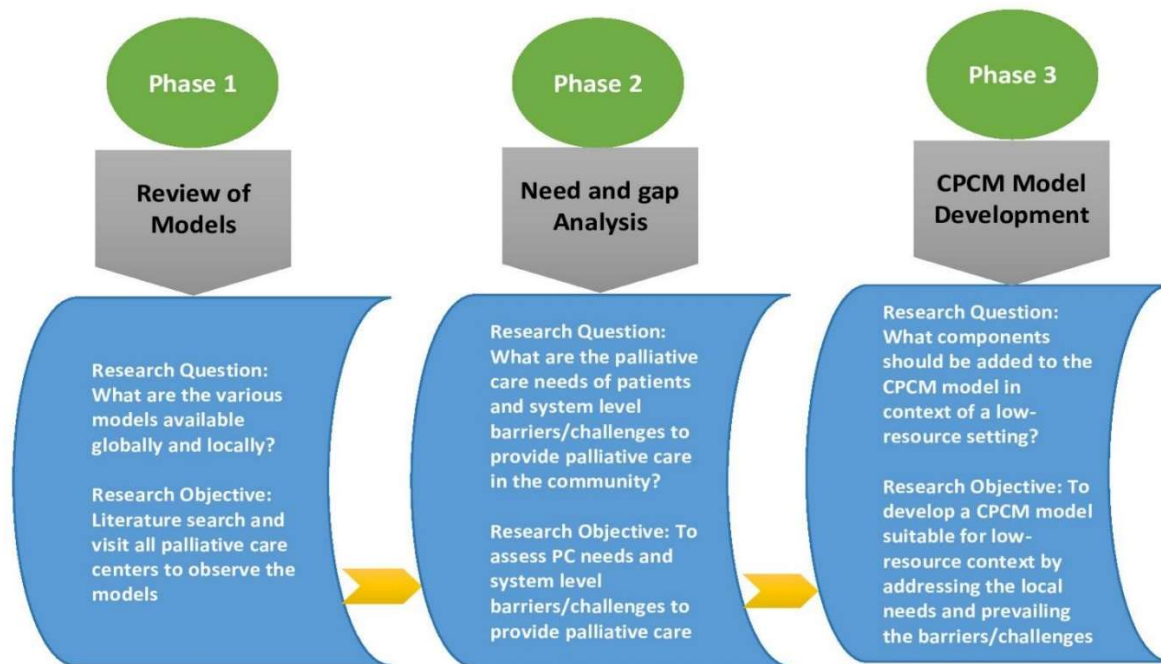 Phase 1
Review of
Models
Research Question:
What are the various
models available
globally and locally?
Research Objective:
Literature search and
visit all palliative care
centers to observe the
models
Phase 2
Need and gap
Analysis
Research Question:
What are the palliative
care needs of patients
and system level
barriers/challenges to
provide palliative care
in the community?
Research Objective: To
assess PC needs and
system level
barriers/challenges to
provide palliative care
Phase 3
CPCM Model
Development
Research Question:
What components
should be added to the
CPCM model in
context of a low-
resource setting?
Research Objective: To
develop a CPCM model
suitable for low-
resource context by
addressing the local
needs and prevailing
the barriers/challenges